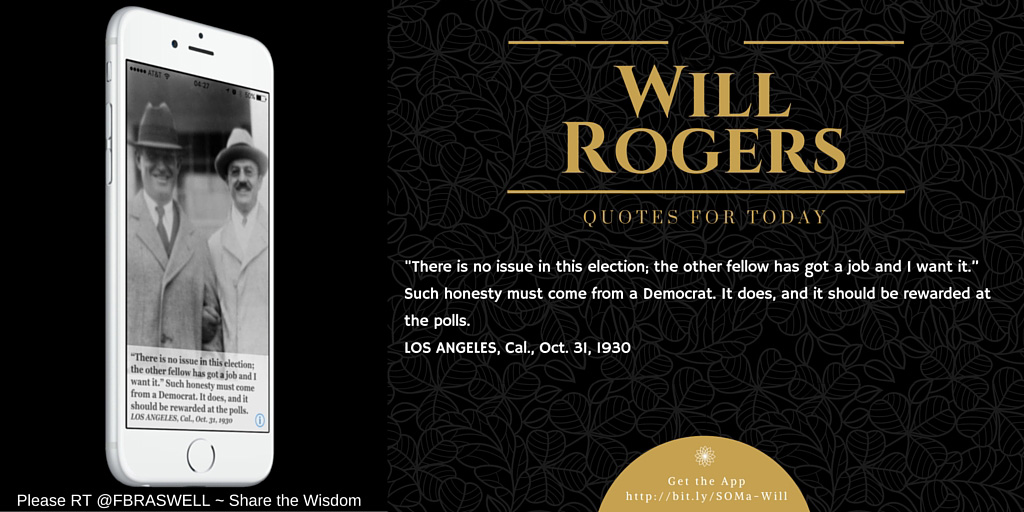 AT&T
04:27
50%
"There is no issue in this election;
the other fellow has got a job and I
want it." Such honesty must come
from a Democrat. It does, and it
should be rewarded at the polls.
LOS ANGELES, Cal., Oct. 31, 1930
i
Please RT @FBRASWELL ~ Share the Wisdom
WILL
ROGERS
QUOTES FOR TODAY
"There is no issue in this election; the other fellow has got a job and I want it."
Such honesty must come from a Democrat. It does, and it should be rewarded at
the polls.
LOS ANGELES, Cal., Oct. 31, 1930
Get the App
http://bit.ly/SOMa-Will